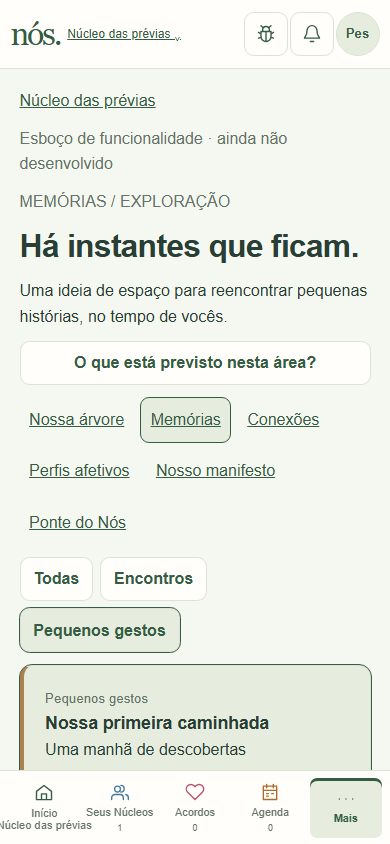 nós. Núcleo das prévias
Pes
Núcleo das prévias
Esboço de funcionalidade · ainda não
desenvolvido
MEMÓRIAS / EXPLORAÇÃO
Há instantes que ficam.
Uma ideia de espaço para reencontrar pequenas
histórias, no tempo de vocês.
O que está previsto nesta área?
Nossa árvore Memórias Conexões
Perfis afetivos Nosso manifesto
Ponte do Nós
Todas Encontros
Pequenos gestos
Pequenos gestos
Nossa primeira caminhada
Uma manhã de descobertas
Início Seus Núcleos Acordos Agenda Mais
Núcleo das prévias 1 0 0